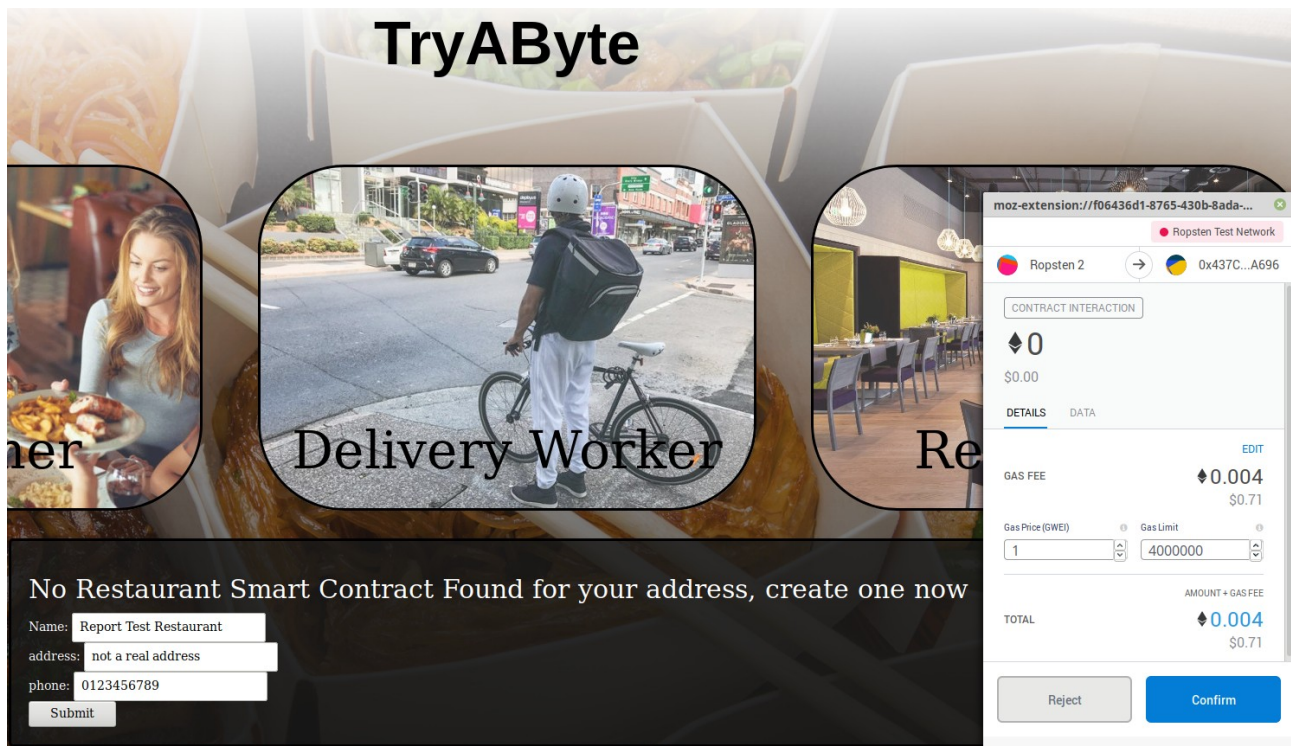 TryAByte
ner
Delivery Worker
Re
No Restaurant Smart Contract Found for your address, create one now
Name: Report Test Restaurant
address: not a real address
phone: 0123456789
Submit
moz-extension://f06436d1-8765-430b-8ada-...
Ropsten Test Network
Ropsten 2
0x437C...A696
CONTRACT INTERACTION
0
$0.00
DETAILS DATA
EDIT
GAS FEE 0.004
$0.71
Gas Price (GWEI) Gas Limit
1 4000000
AMOUNT + GAS FEE
TOTAL 0.004
$0.71
Reject Confirm